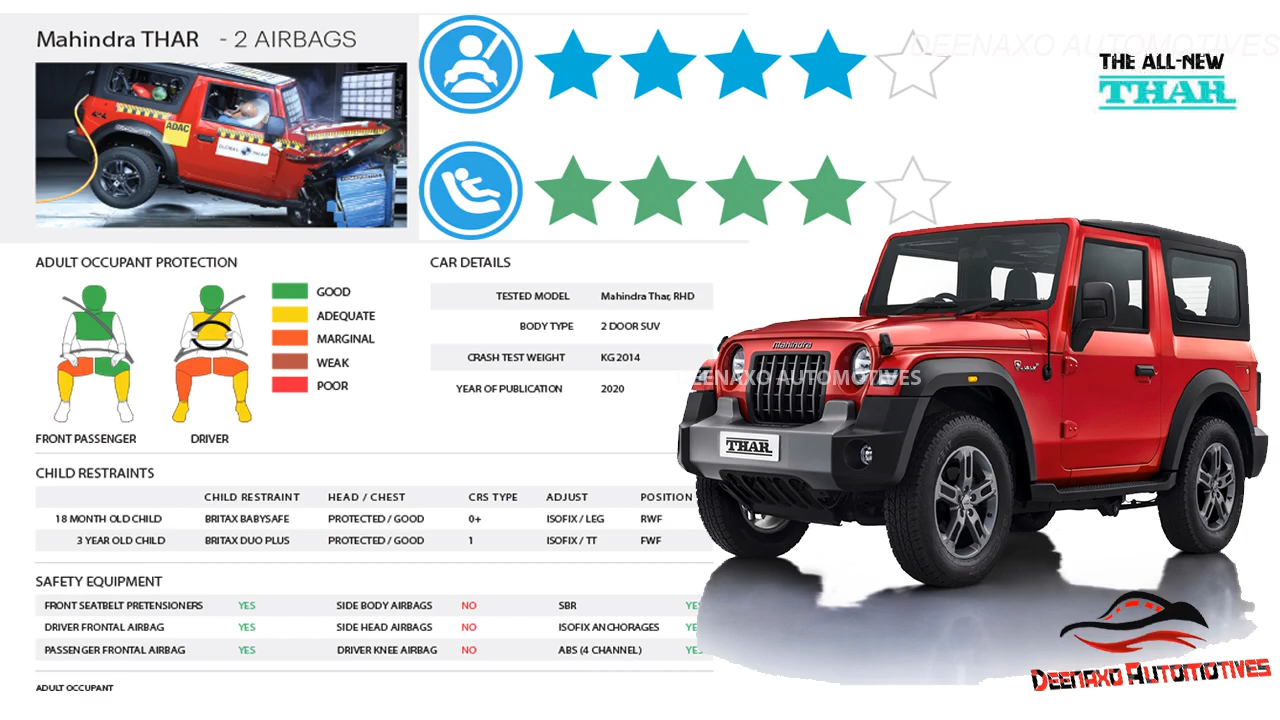 Mahindra THAR - 2 AIRBAGS
DEENAXO AUTOMOTIVES
THE ALL-NEW
THAR
ADAC
GLOBAL NCAP
ADULT OCCUPANT PROTECTION
GOOD
ADEQUATE
MARGINAL
WEAK
POOR
FRONT PASSENGER DRIVER
CAR DETAILS
TESTED MODEL Mahindra Thar, RHD
BODY TYPE 2 DOOR SUV
CRASH TEST WEIGHT KG 2014
YEAR OF PUBLICATION 2020
Mahindra
DEENAXO AUTOMOTIVES
THAR
CHILD RESTRAINTS
CHILD RESTRAINT HEAD / CHEST CRS TYPE ADJUST POSITION
18 MONTH OLD CHILD BRITAX BABYSAFE PROTECTED / GOOD 0+ ISOFIX / LEG RWF
3 YEAR OLD CHILD BRITAX DUO PLUS PROTECTED / GOOD 1 ISOFIX / TT FWF
SAFETY EQUIPMENT
FRONT SEATBELT PRETENSIONERS YES SIDE BODY AIRBAGS NO SBR YES
DRIVER FRONTAL AIRBAG YES SIDE HEAD AIRBAGS NO ISOFIX ANCHORAGES YES
PASSENGER FRONTAL AIRBAG YES DRIVER KNEE AIRBAG NO ABS (4 CHANNEL) YES
ADULT OCCUPANT
DEENAXO AUTOMOTIVES